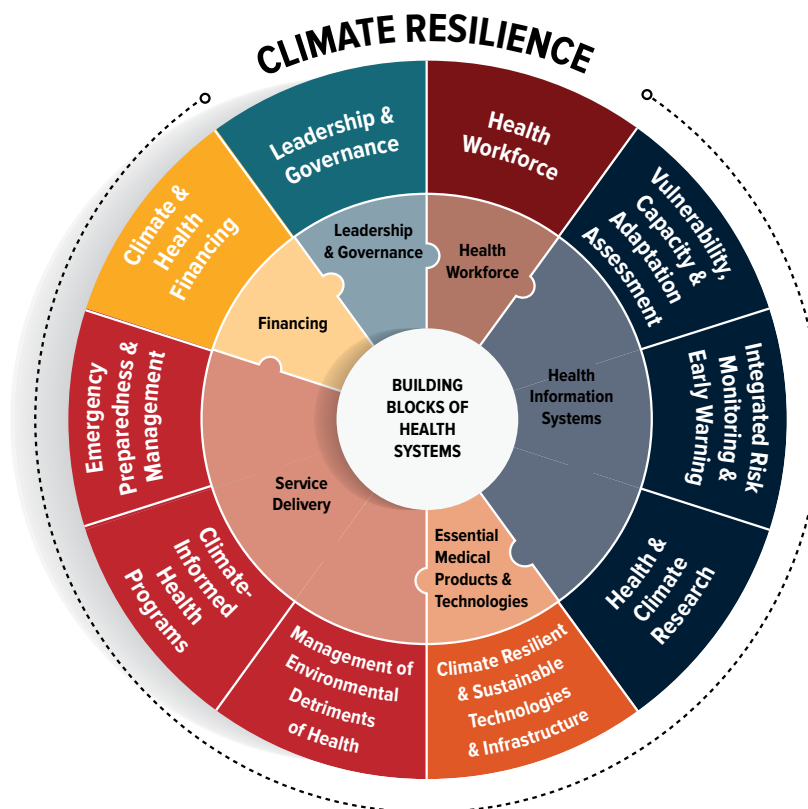 CLIMATE RESILIENCE
Leadership &
Governance
Health
Workforce
Vulnerability,
Capacity &
Adaptation
Assessment
Integrated Risk
Monitoring &
Early Warning
Health &
Climate
Research
Climate Resilient
& Sustainable
Technologies
& Infrastructure
Management of
Environmental
Detriments
of Health
Climate-
Informed
Health
Programs
Emergency
Preparedness &
Management
Climate &
Health
Financing
Leadership
& Governance
Health
Workforce
Health
Information
Systems
Essential
Medical
Products &
Technologies
Service
Delivery
Financing
BUILDING
BLOCKS OF
HEALTH
SYSTEMS